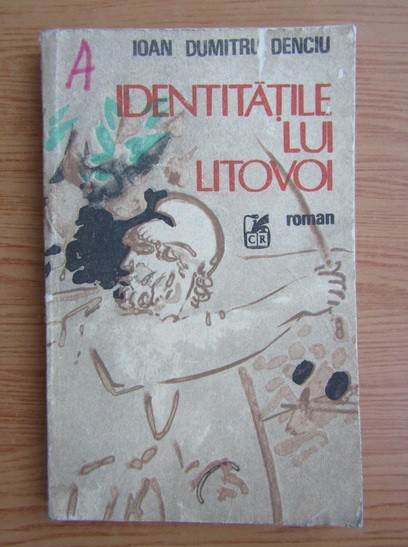 A
IOAN DUMITRU DENCIU
IDENTITĂȚILE
LUI
LITOVOI
CR
roman